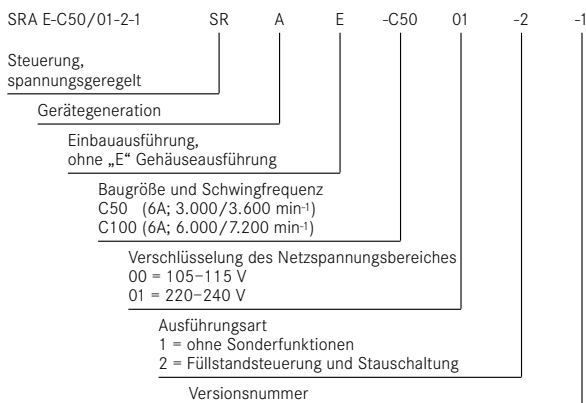 SRA E-C50/01-2-1 SR A E -C50 01 -2 -1
Steuerung,
spannungsgeregelt
Gerätegeneration
Einbauausführung,
ohne „E“ Gehäuseausführung
Baugröße und Schwingfrequenz
C50 (6A; 3.000/3.600 min-1)
C100 (6A; 6.000/7.200 min-1)
Verschlüsselung des Netzspannungsbereiches
00 = 105–115 V
01 = 220–240 V
Ausführungsart
1 = ohne Sonderfunktionen
2 = Füllstandsteuerung und Stauschaltung
Versionsnummer